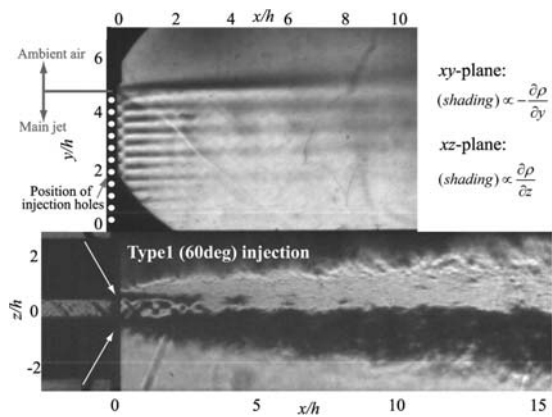 x/h
0 2 4 6 8 10
6
Ambient air
4
Main jet
y/h
2
Position of
injection holes
0
xy-plane:
(shading) ∝ −∂ρ/∂y
xz-plane:
(shading) ∝ ∂ρ/∂z
Type1 (60deg) injection
2
z/h
0
-2
0 5 10 15
x/h